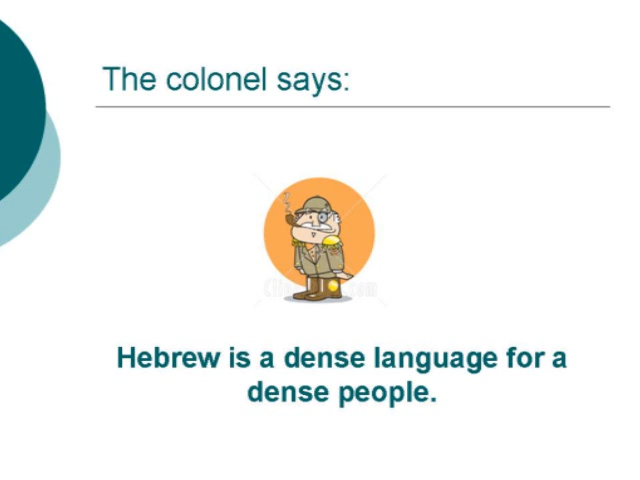 The colonel says:
Hebrew is a dense language for a
dense people.